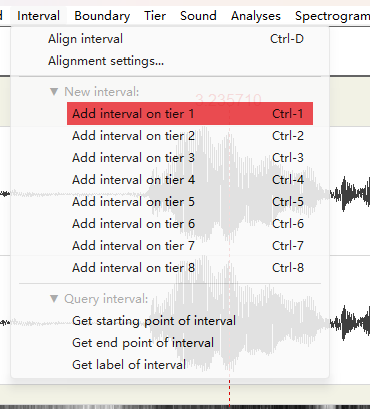 Interval Boundary Tier Sound Analyses Spectrogram
Align interval Ctrl-D
Alignment settings...
▼ New interval:
3.235710
Add interval on tier 1 Ctrl-1
Add interval on tier 2 Ctrl-2
Add interval on tier 3 Ctrl-3
Add interval on tier 4 Ctrl-4
Add interval on tier 5 Ctrl-5
Add interval on tier 6 Ctrl-6
Add interval on tier 7 Ctrl-7
Add interval on tier 8 Ctrl-8
▼ Query interval:
Get starting point of interval
Get end point of interval
Get label of interval